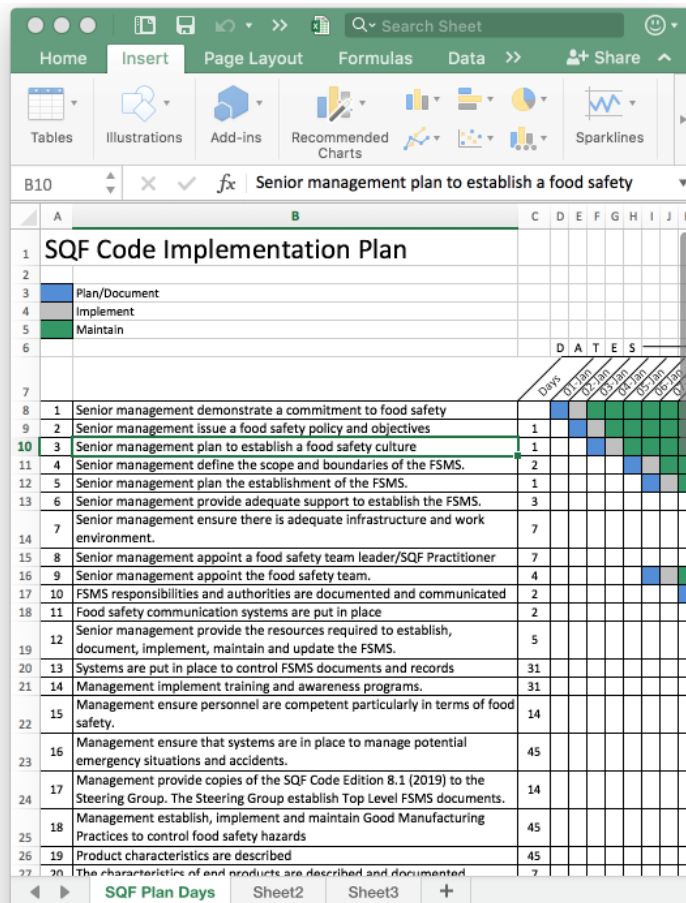 Search Sheet
Home Insert Page Layout Formulas Data >> Share
Tables Illustrations Add-ins Recommended Charts Sparklines
B10 fx Senior management plan to establish a food safety
A B C D E F G H I J
1 SQF Code Implementation Plan
2
3 Plan/Document
4 Implement
5 Maintain
6 D A T E S
7 Days 01-Jan 02-Jan 03-Jan 04-Jan 05-Jan 06-Jan
8 1 Senior management demonstrate a commitment to food safety
9 2 Senior management issue a food safety policy and objectives 1
10 3 Senior management plan to establish a food safety culture 1
11 4 Senior management define the scope and boundaries of the FSMS. 2
12 5 Senior management plan the establishment of the FSMS. 1
13 6 Senior management provide adequate support to establish the FSMS. 3
Senior management ensure there is adequate infrastructure and work
14 7 environment. 7
15 8 Senior management appoint a food safety team leader/SQF Practitioner 7
16 9 Senior management appoint the food safety team. 4
17 10 FSMS responsibilities and authorities are documented and communicated 2
18 11 Food safety communication systems are put in place 2
Senior management provide the resources required to establish,
19 12 document, implement, maintain and update the FSMS. 5
20 13 Systems are put in place to control FSMS documents and records 31
21 14 Management implement training and awareness programs. 31
Management ensure personnel are competent particularly in terms of food
22 15 safety. 14
Management ensure that systems are in place to manage potential
23 16 emergency situations and accidents. 45
Management provide copies of the SQF Code Edition 8.1 (2019) to the
24 17 Steering Group. The Steering Group establish Top Level FSMS documents. 14
Management establish, implement and maintain Good Manufacturing
25 18 Practices to control food safety hazards 45
26 19 Product characteristics are described 45
27 20 The characteristics of end products are described and documented 7
SQF Plan Days Sheet2 Sheet3 +